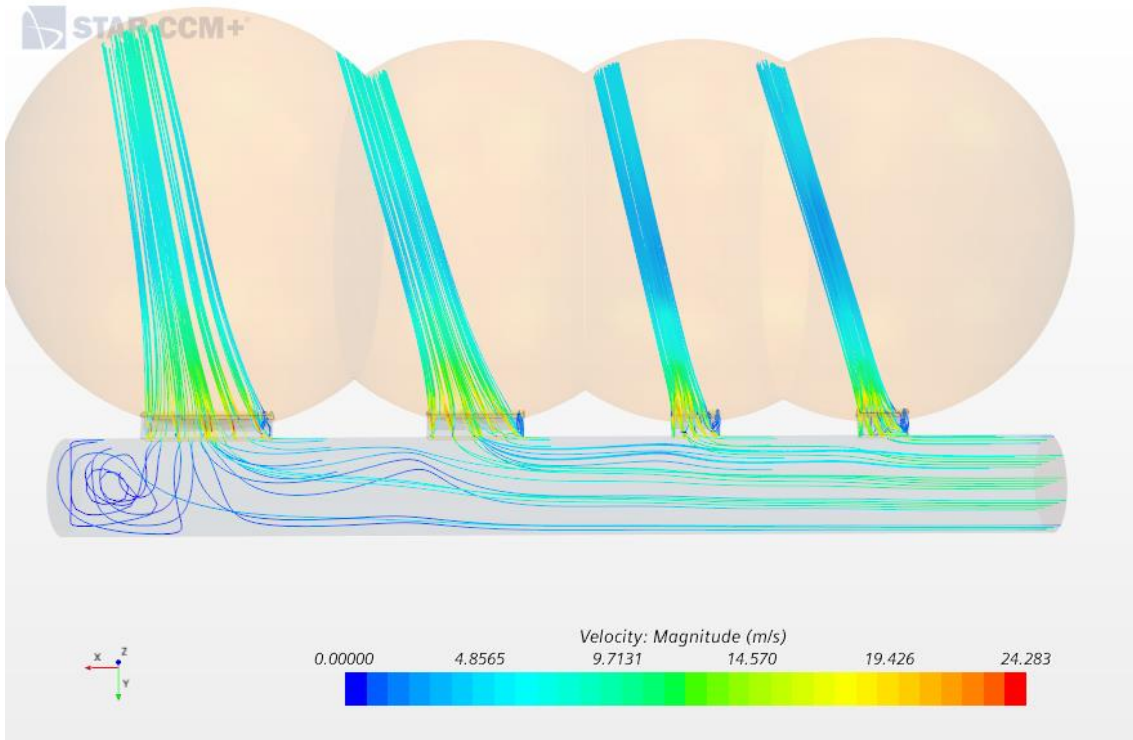 STAR-CCM+
Velocity: Magnitude (m/s)
0.00000 4.8565 9.7131 14.570 19.426 24.283
X Z
Y